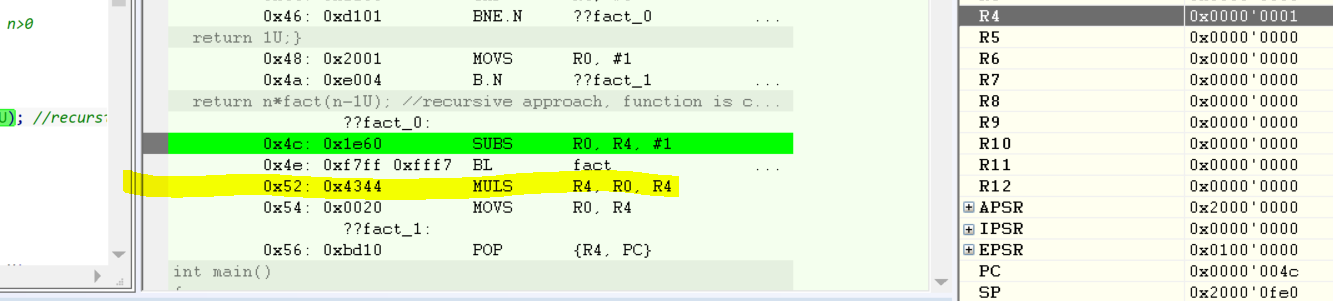 n>0
U); //recurs
0x46: 0xd101 BNE.N ??fact_0 ...
return 1U;}
0x48: 0x2001 MOVS R0, #1
0x4a: 0xe004 B.N ??fact_1 ...
return n*fact(n-1U); //recursive approach, function is c...
??fact_0:
0x4c: 0x1e60 SUBS R0, R4, #1
0x4e: 0xf7ff 0xfff7 BL fact ...
0x52: 0x4344 MULS R4, R0, R4
0x54: 0x0020 MOVS R0, R4
??fact_1:
0x56: 0xbd10 POP {R4, PC}
int main()
R4 0x0000'0001
R5 0x0000'0000
R6 0x0000'0000
R7 0x0000'0000
R8 0x0000'0000
R9 0x0000'0000
R10 0x0000'0000
R11 0x0000'0000
R12 0x0000'0000
APSR 0x2000'0000
IPSR 0x0000'0000
EPSR 0x0100'0000
PC 0x0000'004c
SP 0x2000'0fe0